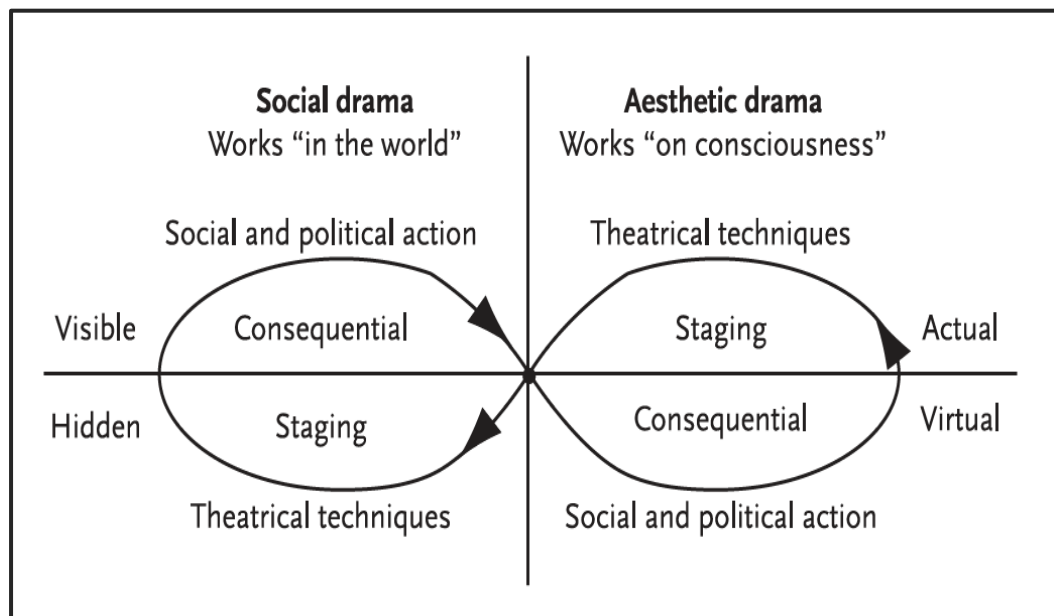 Social drama
Works “in the world”
Aesthetic drama
Works “on consciousness”
Social and political action
Theatrical techniques
Visible
Consequential
Staging
Actual
Hidden
Staging
Consequential
Virtual
Theatrical techniques
Social and political action